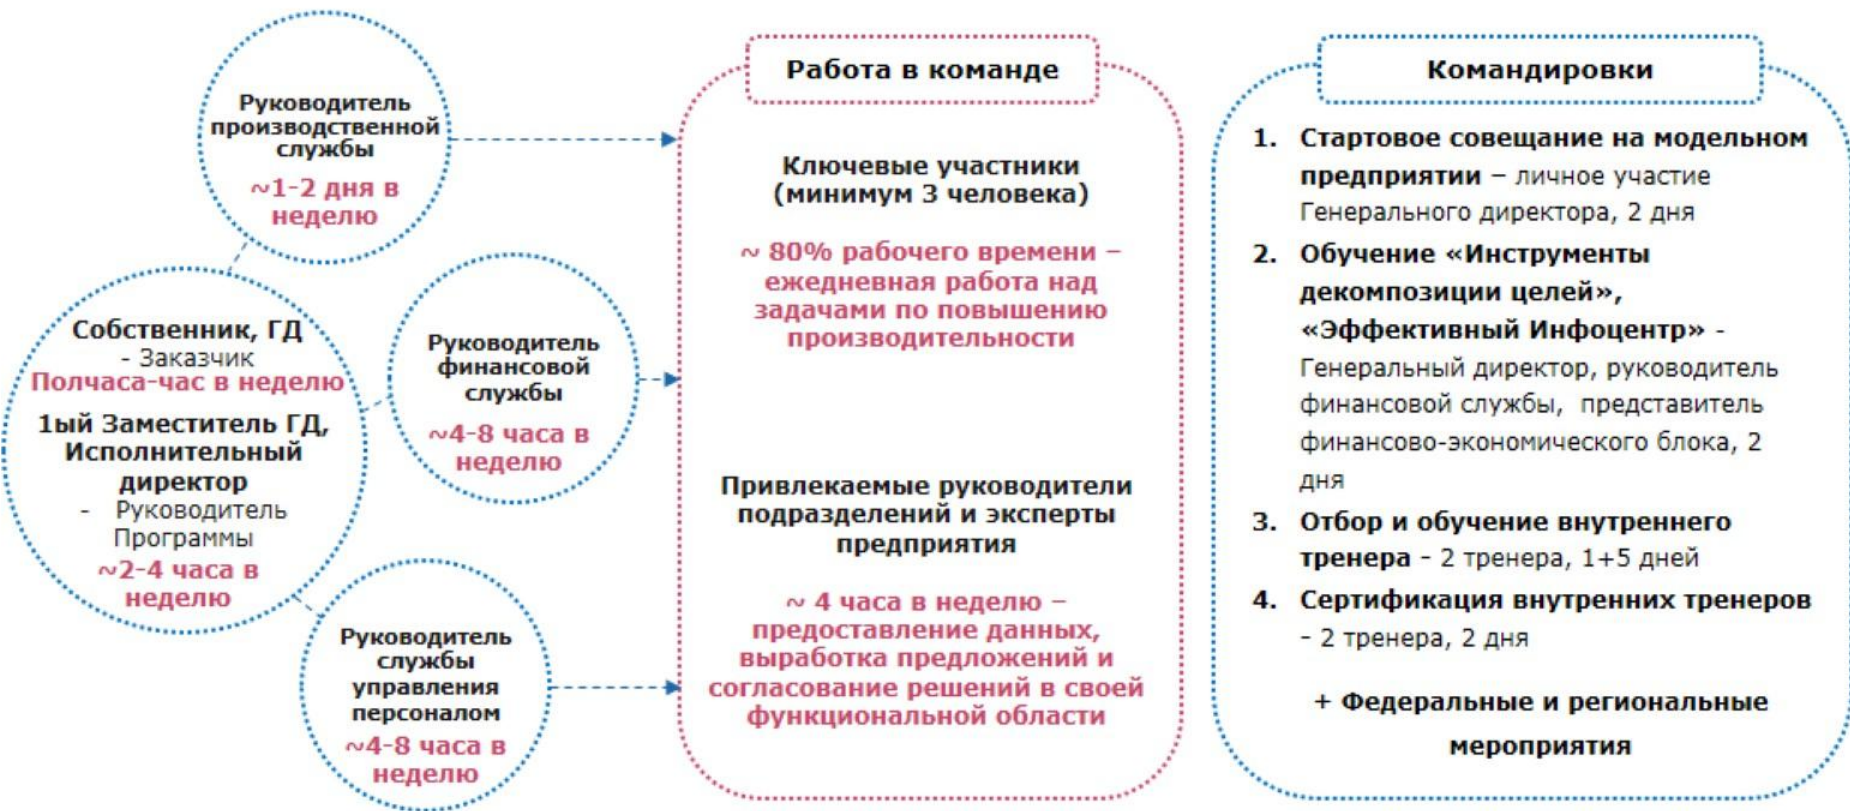 Руководитель
производственной
службы
~1-2 дня в
неделю
Собственник, ГД
- Заказчик
Полчаса-час в неделю
1ый Заместитель ГД,
Исполнительный
директор
- Руководитель
Программы
~2-4 часа в
неделю
Руководитель
финансовой
службы
~4-8 часа в
неделю
Руководитель
службы
управления
персоналом
~4-8 часа в
неделю
Работа в команде
Ключевые участники
(минимум 3 человека)
~ 80% рабочего времени –
ежедневная работа над
задачами по повышению
производительности
Привлекаемые руководители
подразделений и эксперты
предприятия
~ 4 часа в неделю –
предоставление данных,
выработка предложений и
согласование решений в своей
функциональной области
Командировки
1. Стартовое совещание на модельном
предприятии – личное участие
Генерального директора, 2 дня
2. Обучение «Инструменты
декомпозиции целей»,
«Эффективный Инфоцентр» -
Генеральный директор, руководитель
финансовой службы, представитель
финансово-экономического блока, 2
дня
3. Отбор и обучение внутреннего
тренера - 2 тренера, 1+5 дней
4. Сертификация внутренних тренеров
- 2 тренера, 2 дня
+ Федеральные и региональные
мероприятия